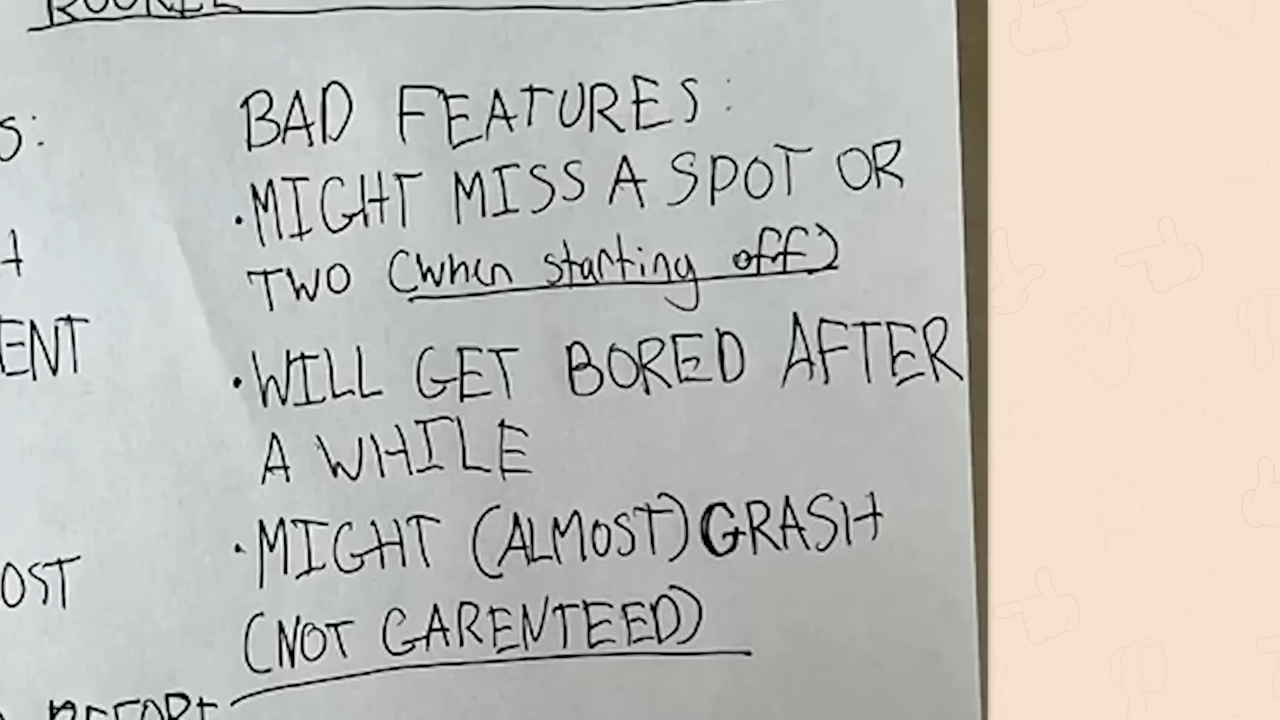 BAD FEATURES:
S:
•MIGHT MISS A SPOT OR
TWO (when starting off)
ENT
•WILL GET BORED AFTER
A WHILE
•MIGHT (ALMOST) GRASH
OST
(NOT GARENTEED)